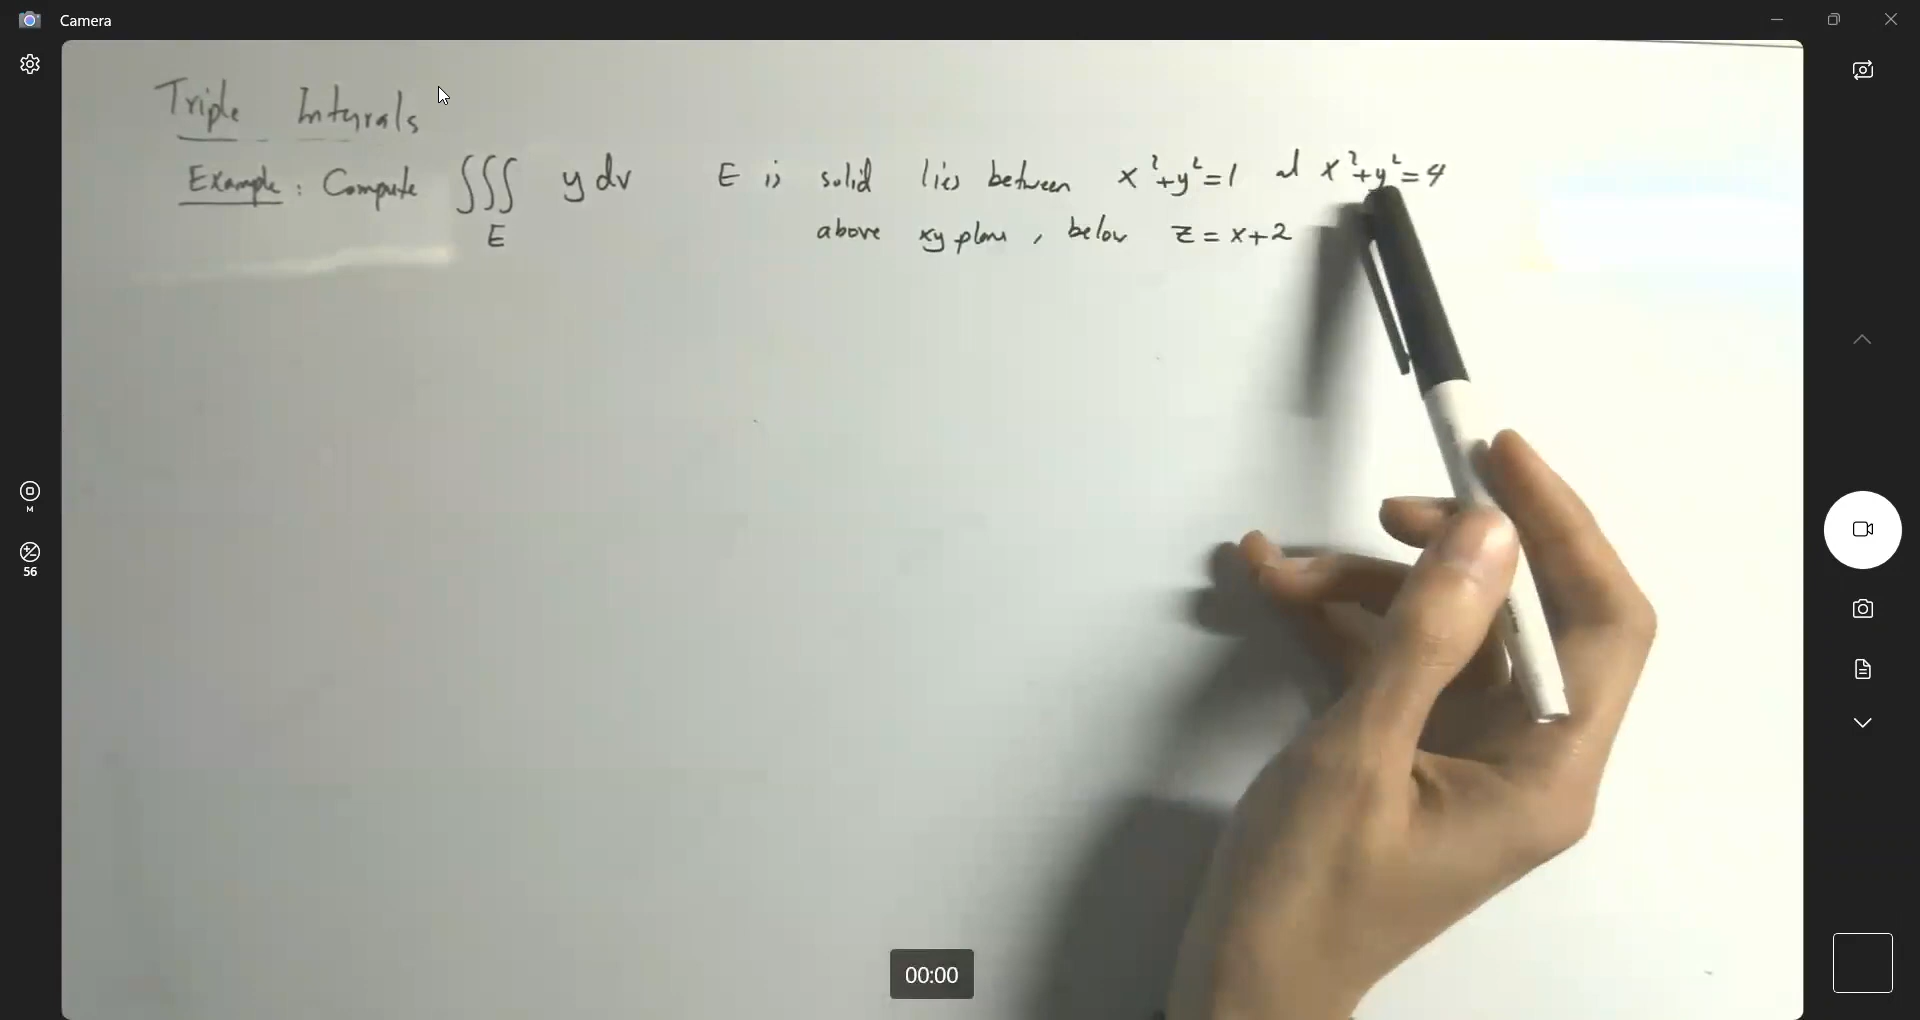 Camera
Triple Integrals
Example: Compute ∭ y dv E is solid lies between x²+y²=1 and x²+y²=4
E above xy plane, below z = x+2
M
56
00:00